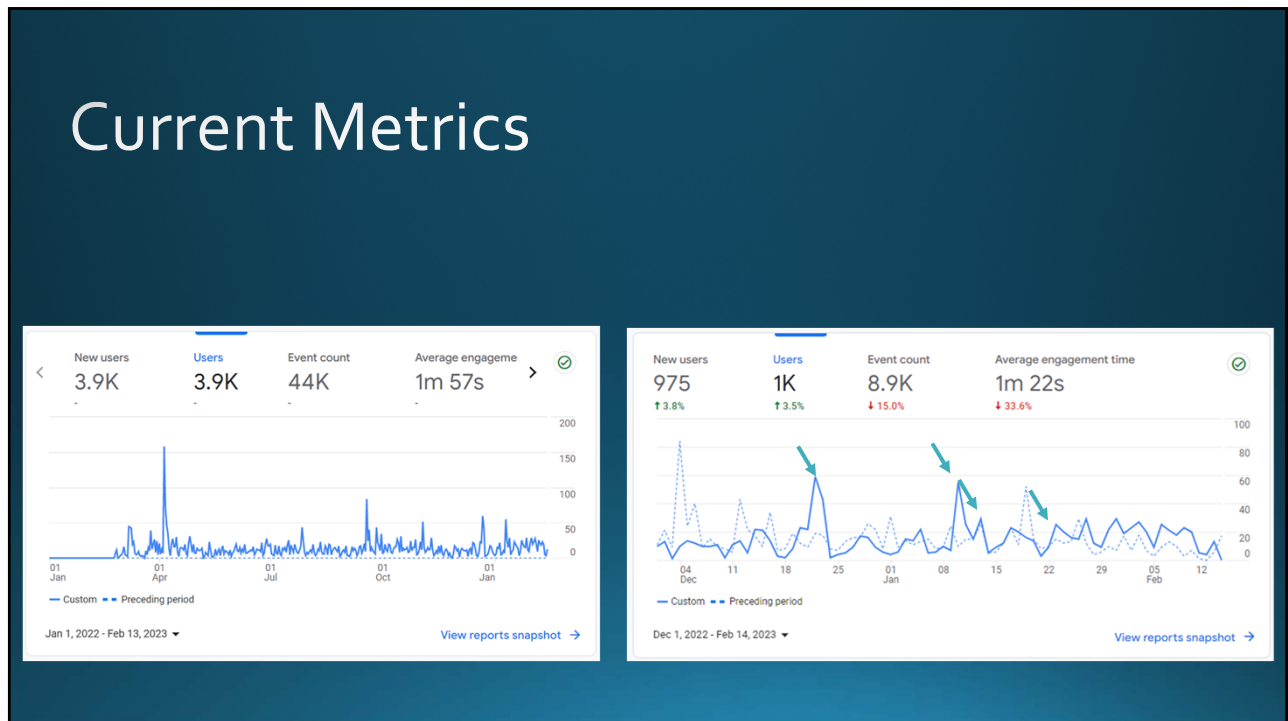 Current Metrics
New users Users Event count Average engageme
3.9K 3.9K 44K 1m 57s
- - - -
200
150
100
50
0
01 01 01 01 01
Jan Apr Jul Oct Jan
Custom Preceding period
Jan 1, 2022 - Feb 13, 2023
View reports snapshot
New users Users Event count Average engagement time
975 1K 8.9K 1m 22s
↑ 3.8% ↑ 3.5% ↓ 15.0% ↓ 33.6%
100
80
60
40
20
0
04 11 18 25 01 08 15 22 29 05 12
Dec Jan Feb
Custom Preceding period
Dec 1, 2022 - Feb 14, 2023
View reports snapshot